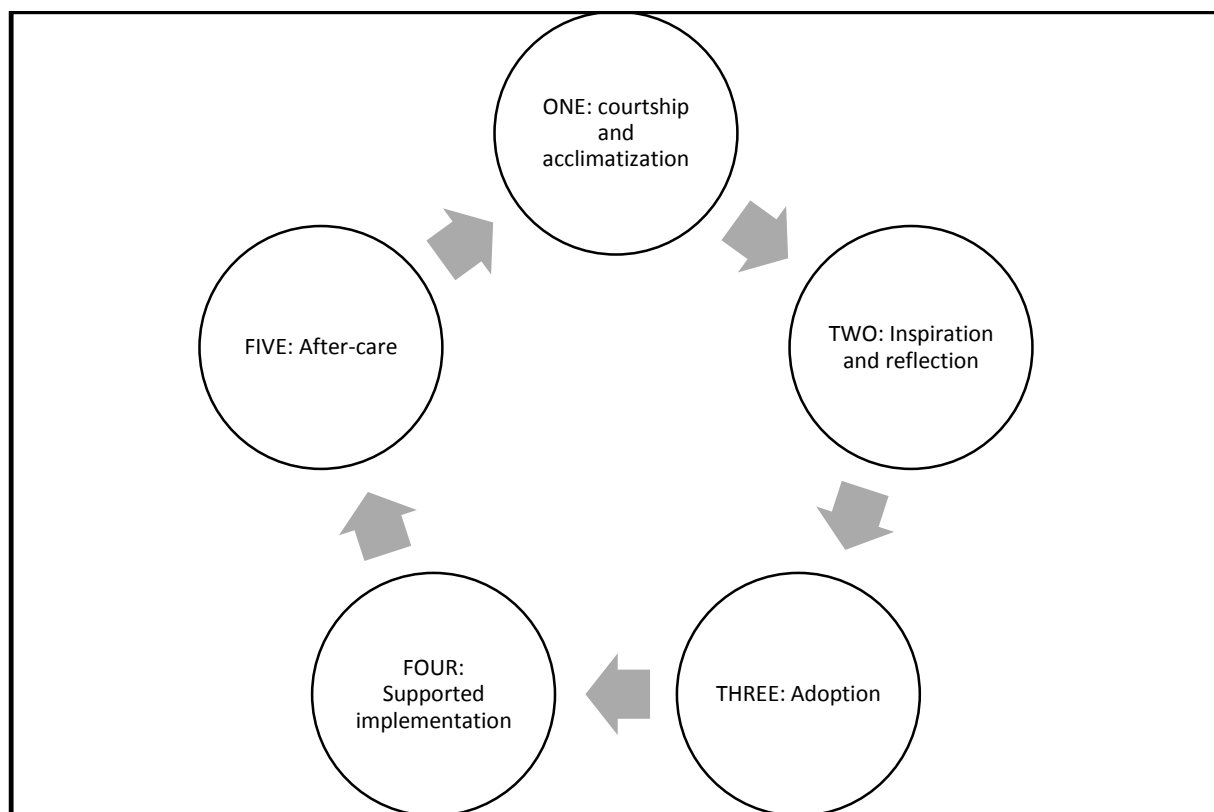 ONE: courtship
and
acclimatization
TWO: Inspiration
and reflection
THREE: Adoption
FOUR:
Supported
implementation
FIVE: After-care